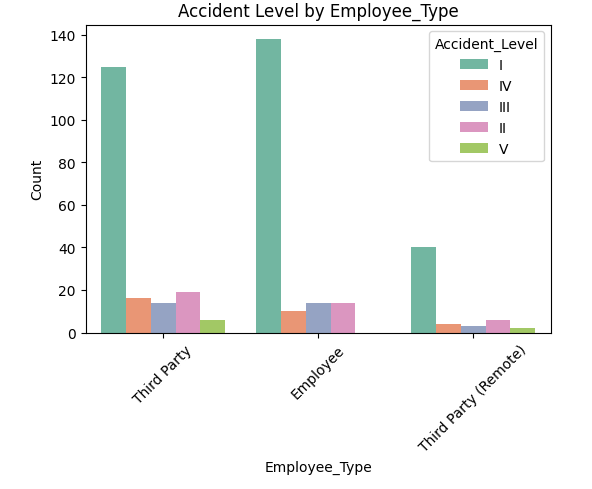 Accident Level by Employee_Type
140
120
100
80
60
40
20
0
Count
Accident_Level
I
IV
III
II
V
Third Party
Employee
Third Party (Remote)
Employee_Type